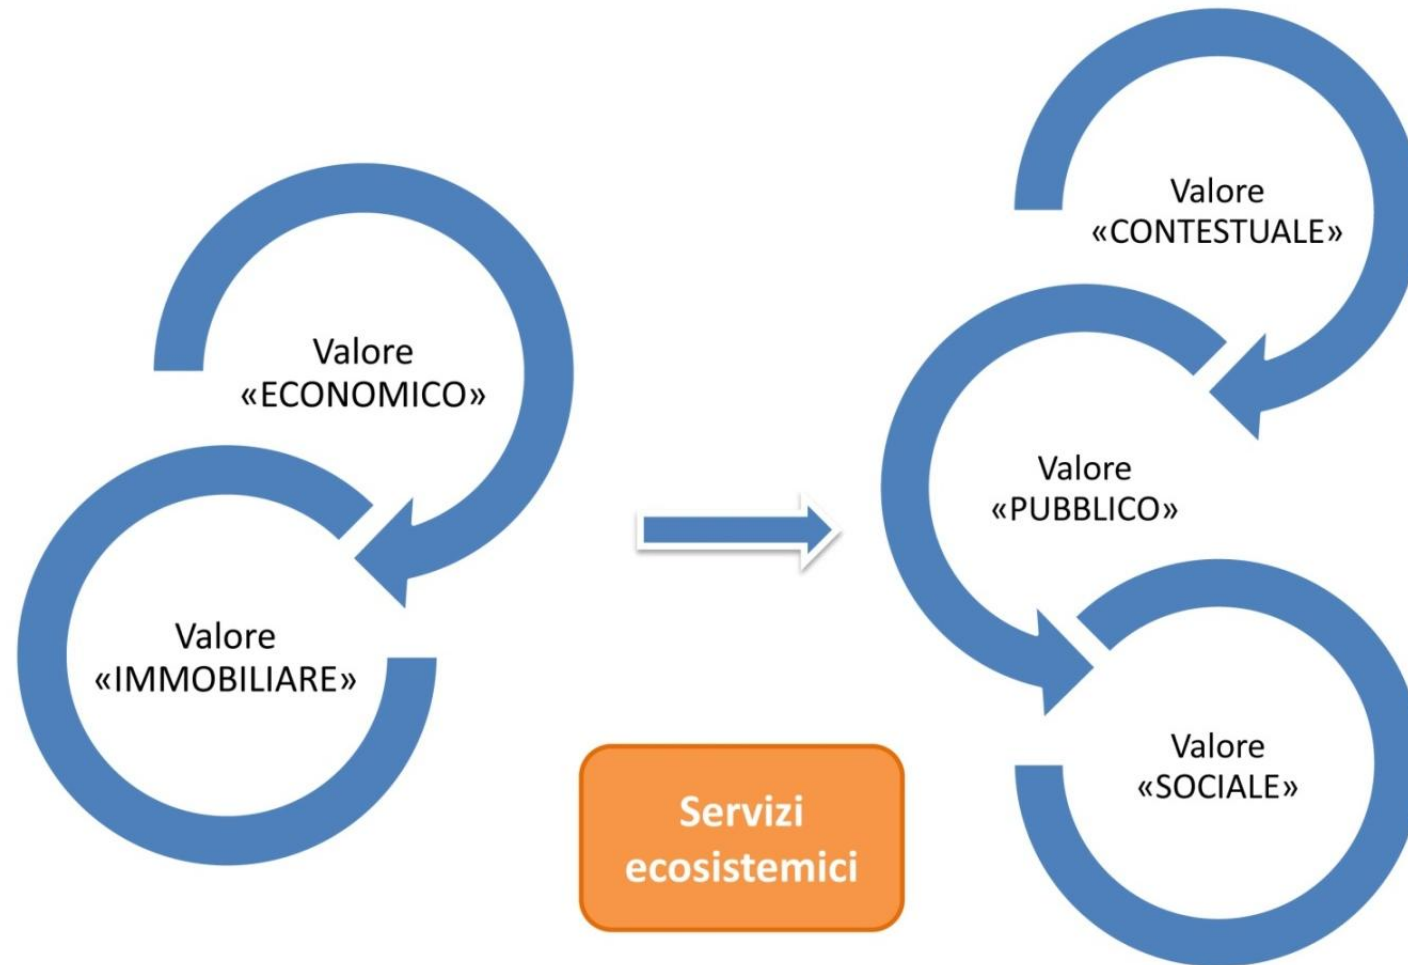 Valore
«ECONOMICO»
Valore
«IMMOBILIARE»
Valore
«CONTESTUALE»
Valore
«PUBBLICO»
Valore
«SOCIALE»
Servizi
ecosistemici